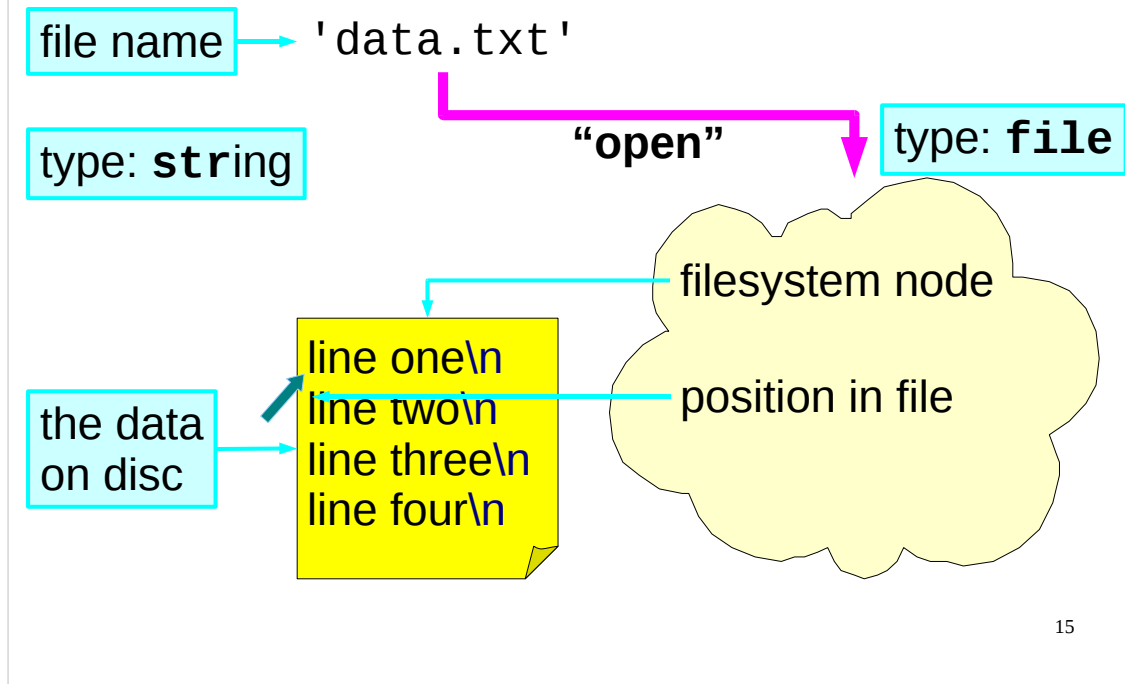 file name
'data.txt'
“open”
type: file
type: string
filesystem node
position in file
line one\n
line two\n
line three\n
line four\n
the data
on disc
15